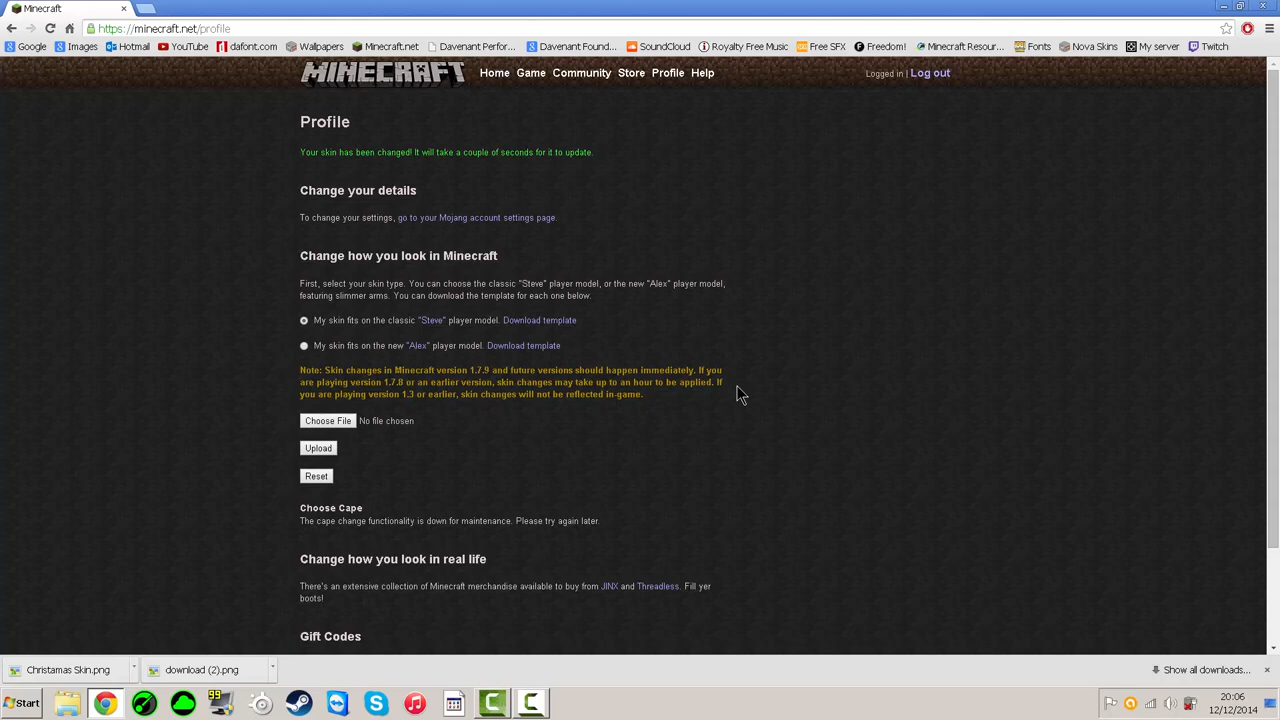 Minecraft
https://minecraft.net/profile
Google Images Hotmail YouTube dafont.com Wallpapers Minecraft.net Davenant Perfor... Davenant Found... SoundCloud Royalty Free Music Free SFX Freedom! Minecraft Resour... Fonts Nova Skins My server Twitch
MINECRAFT Home Game Community Store Profile Help Logged in | Log out
Profile
Your skin has been changed! It will take a couple of seconds for it to update.
Change your details
To change your settings, go to your Mojang account settings page.
Change how you look in Minecraft
First, select your skin type. You can choose the classic "Steve" player model, or the new "Alex" player model,
featuring slimmer arms. You can download the template for each one below.
My skin fits on the classic "Steve" player model. Download template
My skin fits on the new "Alex" player model. Download template
Note: Skin changes in Minecraft version 1.7.9 and future versions should happen immediately. If you
are playing version 1.7.8 or an earlier version, skin changes may take up to an hour to be applied. If
you are playing version 1.3 or earlier, skin changes will not be reflected in-game.
Choose File No file chosen
Upload
Reset
Choose Cape
The cape change functionality is down for maintenance. Please try again later.
Change how you look in real life
There's an extensive collection of Minecraft merchandise available to buy from JINX and Threadless. Fill yer
boots!
Gift Codes
Christamas Skin.png download (2).png Show all downloads...
Start 99 20:06
12/12/2014